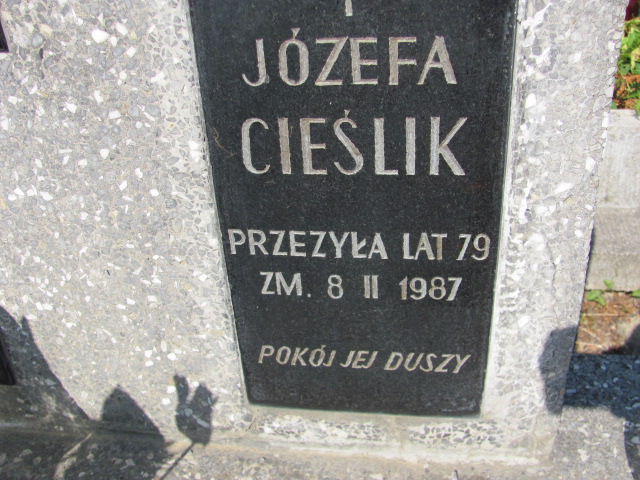 JÓZEFA
CIEŚLIK
PRZEZYŁA LAT 79
ZM. 8 II 1987
POKÓJ JEJ DUSZY